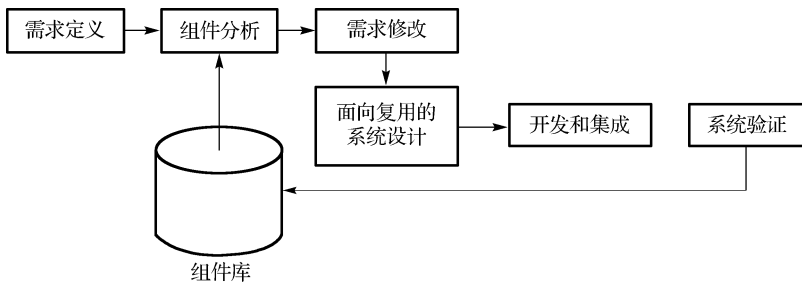 需求定义
组件分析
需求修改
面向复用的
系统设计
开发和集成
系统验证
组件库